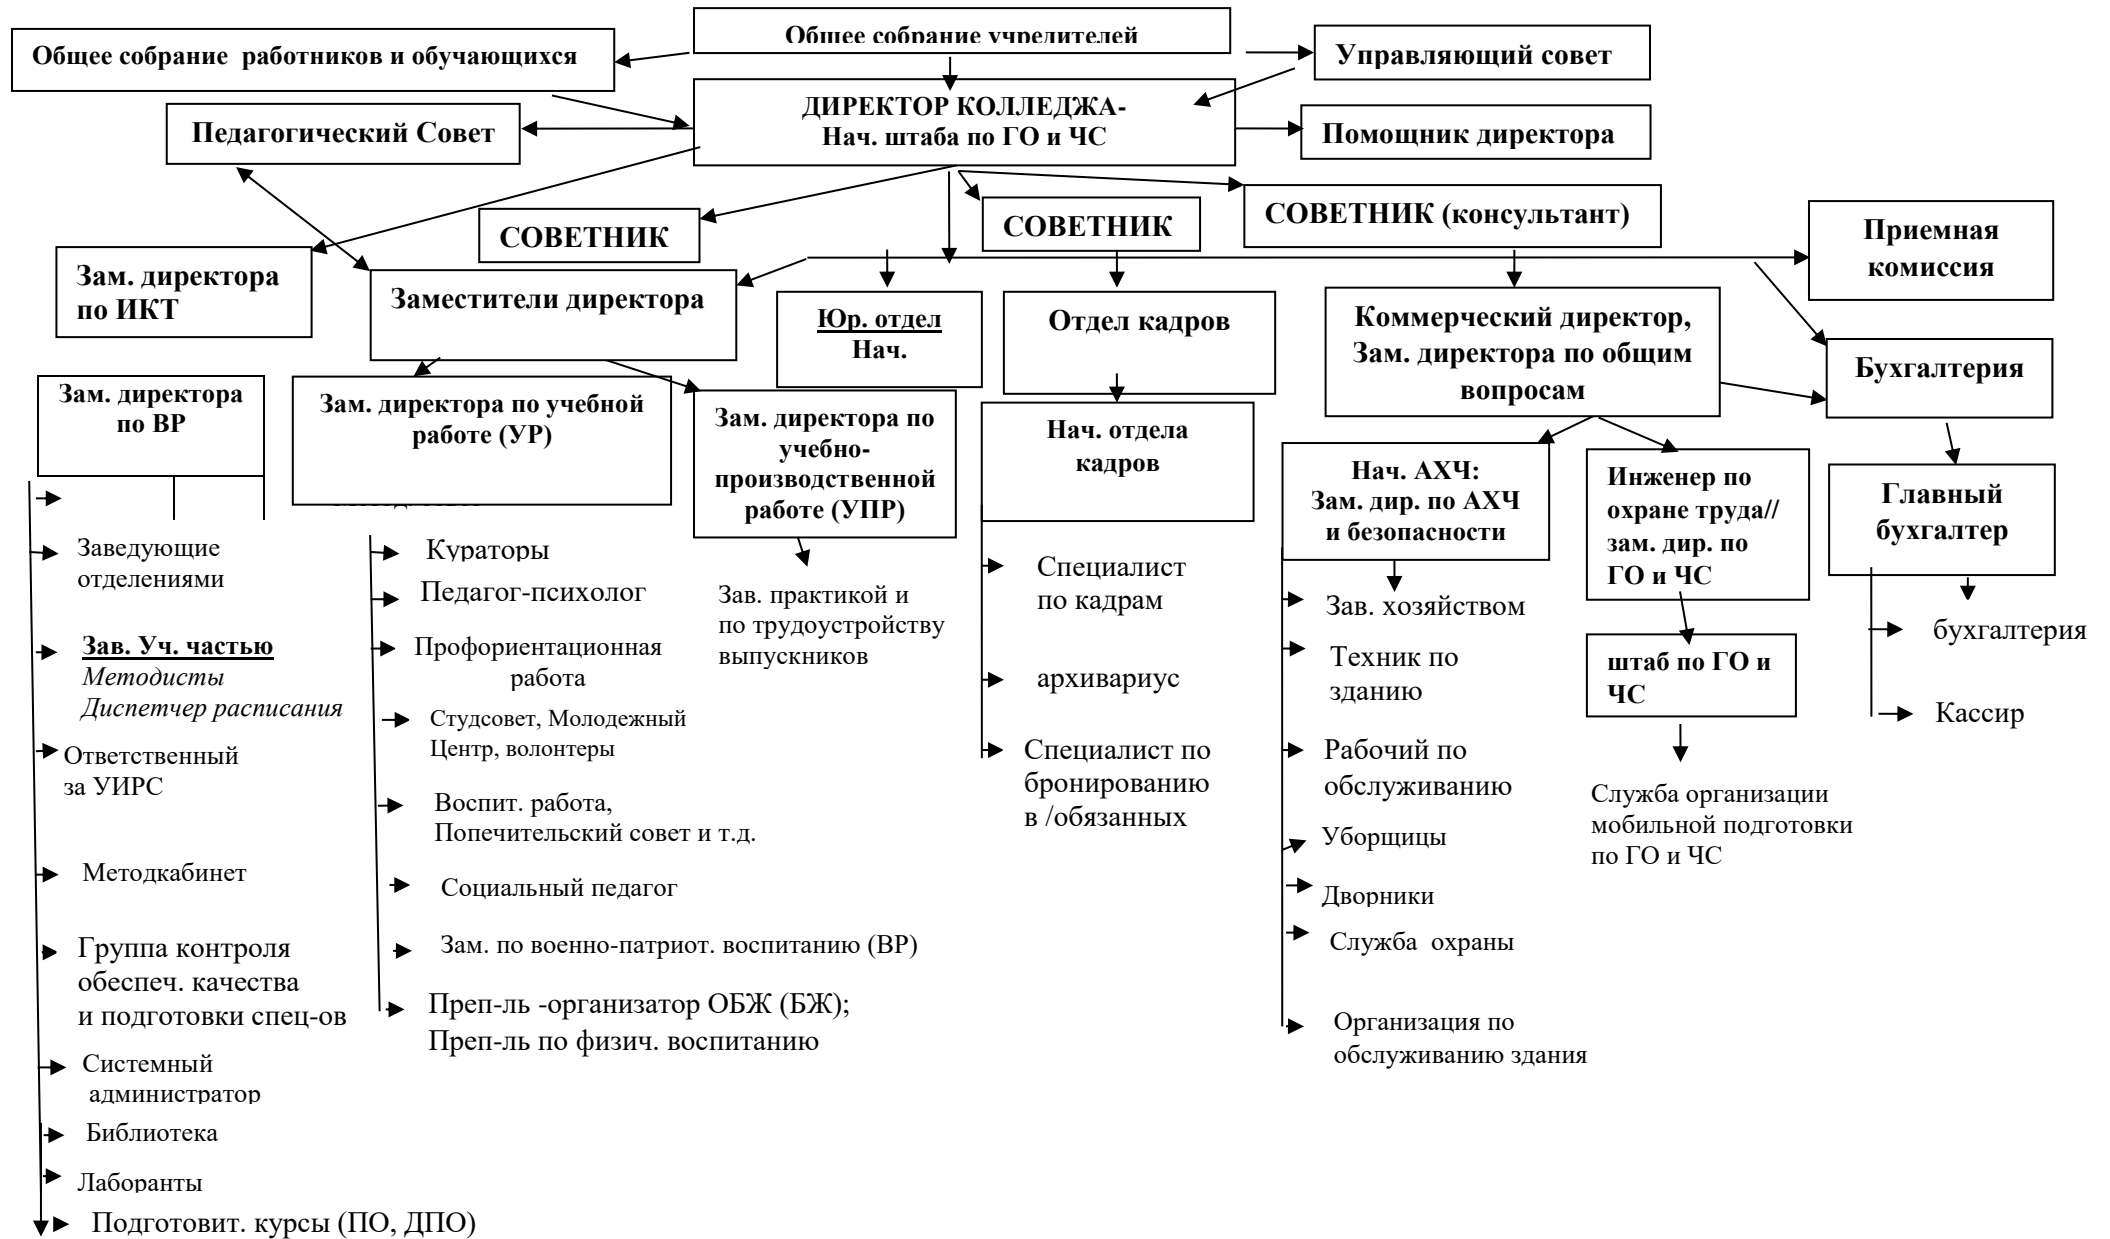 Общее собрание учредителей
Общее собрание работников и обучающихся
Управляющий совет
ДИРЕКТОР КОЛЛЕДЖА-
Нач. штаба по ГО и ЧС
Педагогический Совет
Помощник директора
СОВЕТНИК
СОВЕТНИК
СОВЕТНИК (консультант)
Приемная
комиссия
Зам. директора
по ИКТ
Заместители директора
Юр. отдел
Нач.
Отдел кадров
Коммерческий директор,
Зам. директора по общим
вопросам
Бухгалтерия
Зам. директора
по ВР
Зам. директора по учебной
работе (УР)
Зам. директора по
учебно-
производственной
работе (УПР)
Нач. отдела
кадров
Нач. АХЧ:
Зам. дир. по АХЧ
и безопасности
Инженер по
охране труда//
зам. дир. по
ГО и ЧС
Главный
бухгалтер
Заведующие
отделениями
Зав. Уч. частью
Методисты
Диспетчер расписания
Ответственный
за УИРС
Методкабинет
Группа контроля
обеспеч. качества
и подготовки спец-ов
Системный
администратор
Библиотека
Лаборанты
Подготовит. курсы (ПО, ДПО)
Кураторы
Педагог-психолог
Профориентационная
работа
Студсовет, Молодежный
Центр, волонтеры
Воспит. работа,
Попечительский совет и т.д.
Социальный педагог
Зам. по военно-патриот. воспитанию (ВР)
Преп-ль -организатор ОБЖ (БЖ);
Преп-ль по физич. воспитанию
Зав. практикой и
по трудоустройству
выпускников
Специалист
по кадрам
архивариус
Специалист по
бронированию
в /обязанных
Зав. хозяйством
Техник по
зданию
Рабочий по
обслуживанию
Уборщицы
Дворники
Служба охраны
Организация по
обслуживанию здания
штаб по ГО и
ЧС
Служба организации
мобильной подготовки
по ГО и ЧС
бухгалтерия
Кассир